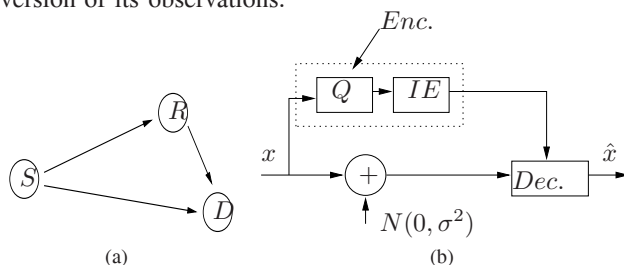 version of its observations.
Enc.
Q IE
R
S
D
x
+
N(0, σ²)
Dec.
x̂
(a)
(b)